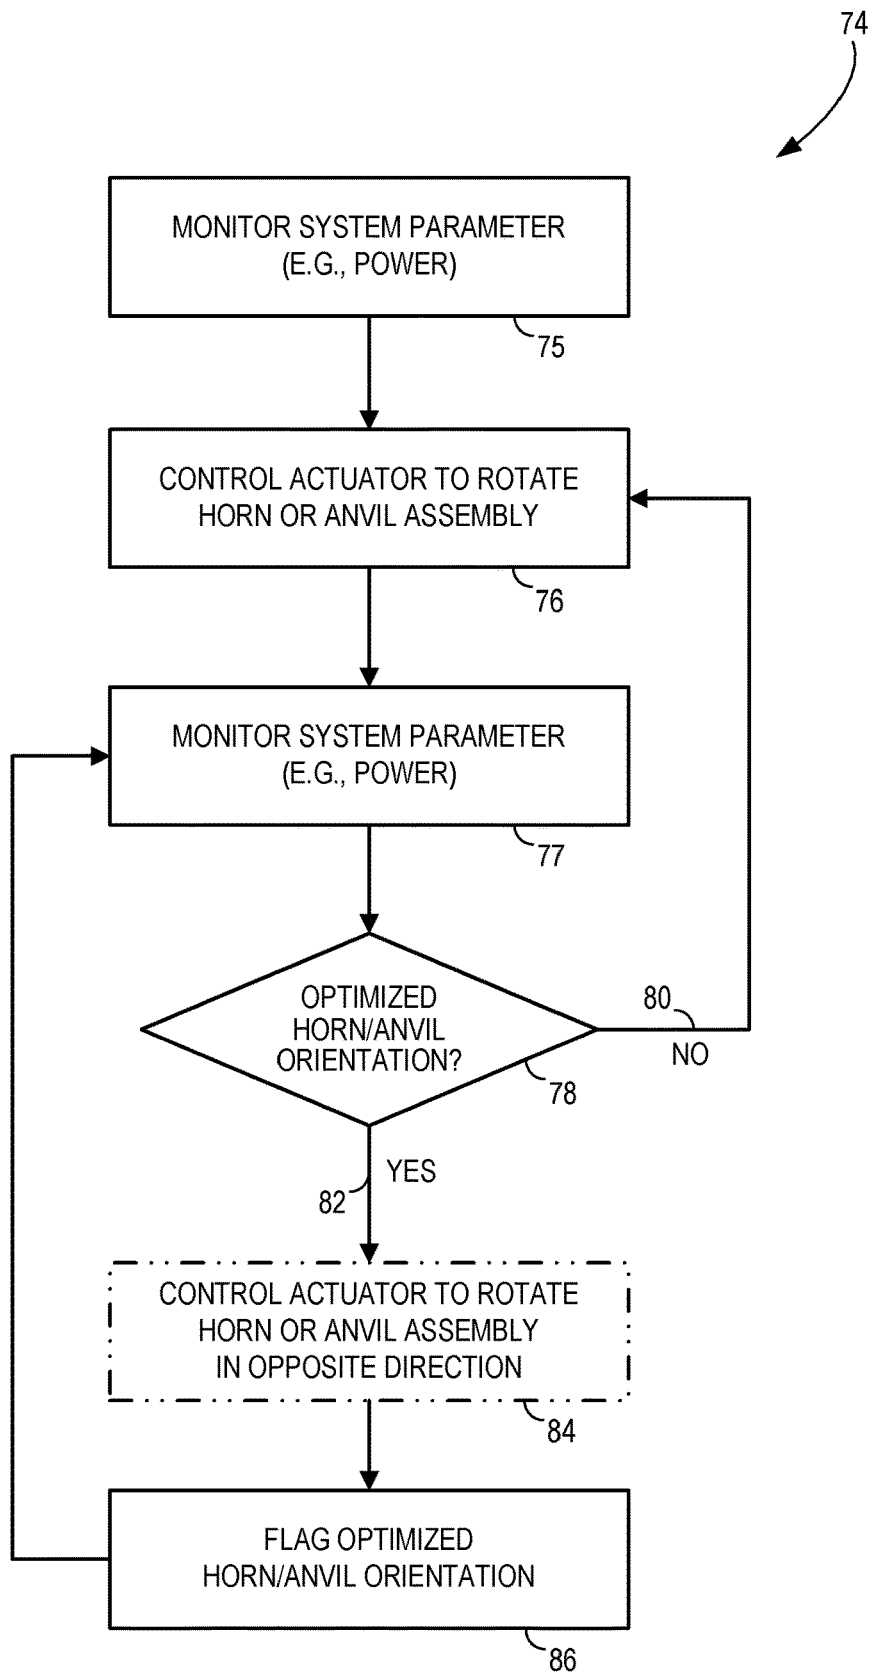 74
MONITOR SYSTEM PARAMETER
(E.G., POWER)
75
CONTROL ACTUATOR TO ROTATE
HORN OR ANVIL ASSEMBLY
76
MONITOR SYSTEM PARAMETER
(E.G., POWER)
77
OPTIMIZED
HORN/ANVIL
ORIENTATION?
80
NO
78
YES
82
CONTROL ACTUATOR TO ROTATE
HORN OR ANVIL ASSEMBLY
IN OPPOSITE DIRECTION
84
FLAG OPTIMIZED
HORN/ANVIL ORIENTATION
86